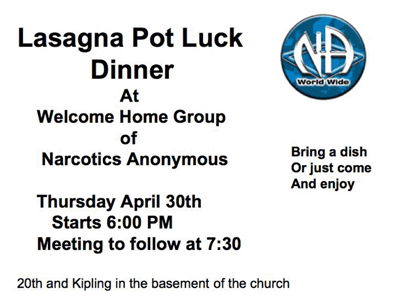 Lasagna Pot Luck
Dinner
At
Welcome Home Group
of
Narcotics Anonymous
NA
World Wide
Bring a dish
Or just come
And enjoy
Thursday April 30th
Starts 6:00 PM
Meeting to follow at 7:30
20th and Kipling in the basement of the church